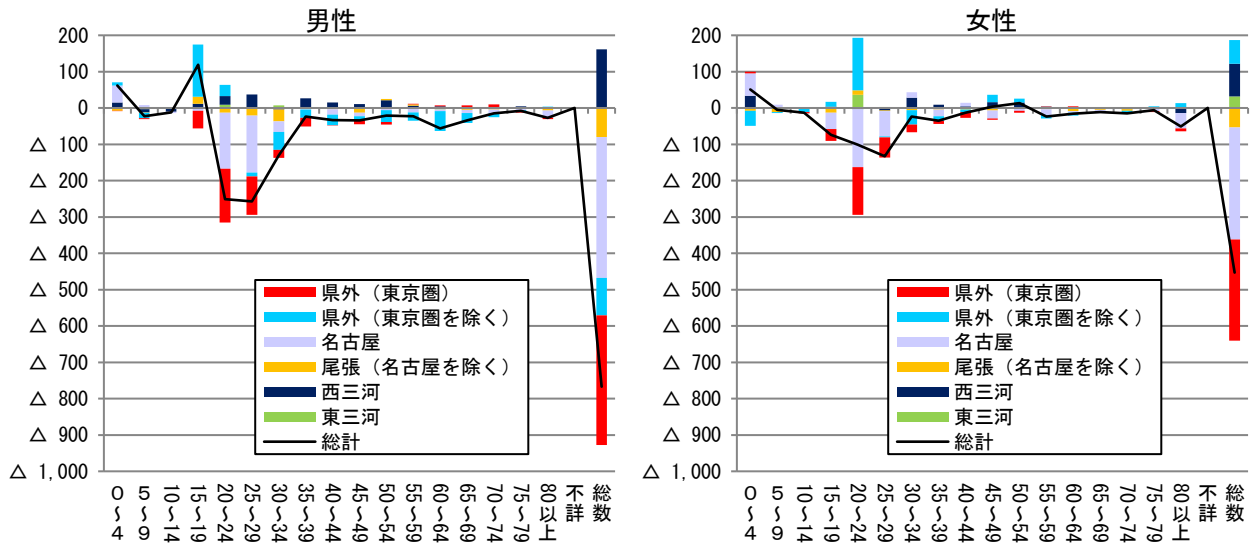 男性
200
100
0
△ 100
△ 200
△ 300
△ 400
△ 500
△ 600
△ 700
△ 800
△ 900
△ 1,000
県外（東京圏）
県外（東京圏を除く）
名古屋
尾張（名古屋を除く）
西三河
東三河
総計
0～4
5～9
10～14
15～19
20～24
25～29
30～34
35～39
40～44
45～49
50～54
55～59
60～64
65～69
70～74
75～79
80以上
不詳
総数
女性
200
100
0
△ 100
△ 200
△ 300
△ 400
△ 500
△ 600
△ 700
△ 800
△ 900
△ 1,000
県外（東京圏）
県外（東京圏を除く）
名古屋
尾張（名古屋を除く）
西三河
東三河
総計
0～4
5～9
10～14
15～19
20～24
25～29
30～34
35～39
40～44
45～49
50～54
55～59
60～64
65～69
70～74
75～79
80以上
不詳
総数